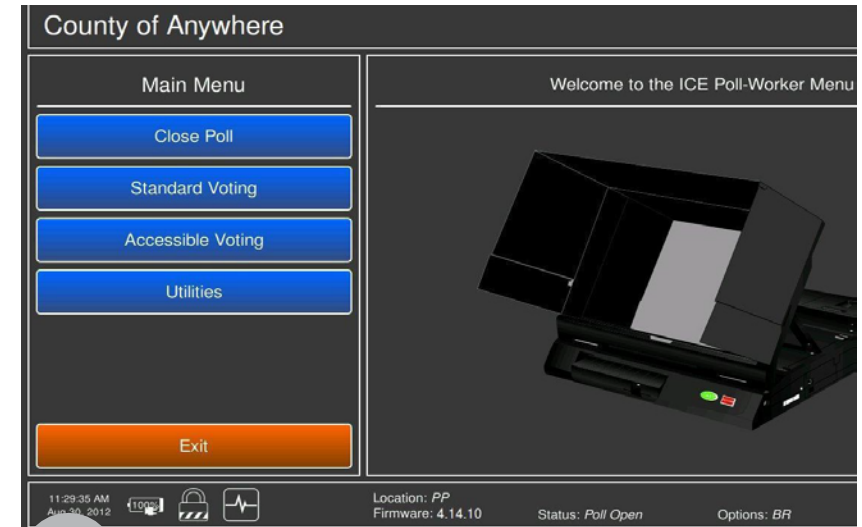 County of Anywhere
Main Menu
Close Poll
Standard Voting
Accessible Voting
Utilities
Exit
Welcome to the ICE Poll-Worker Menu
11:29:35 AM
Aug 30, 2012
100%
Location: PP
Firmware: 4.14.10
Status: Poll Open
Options: BR